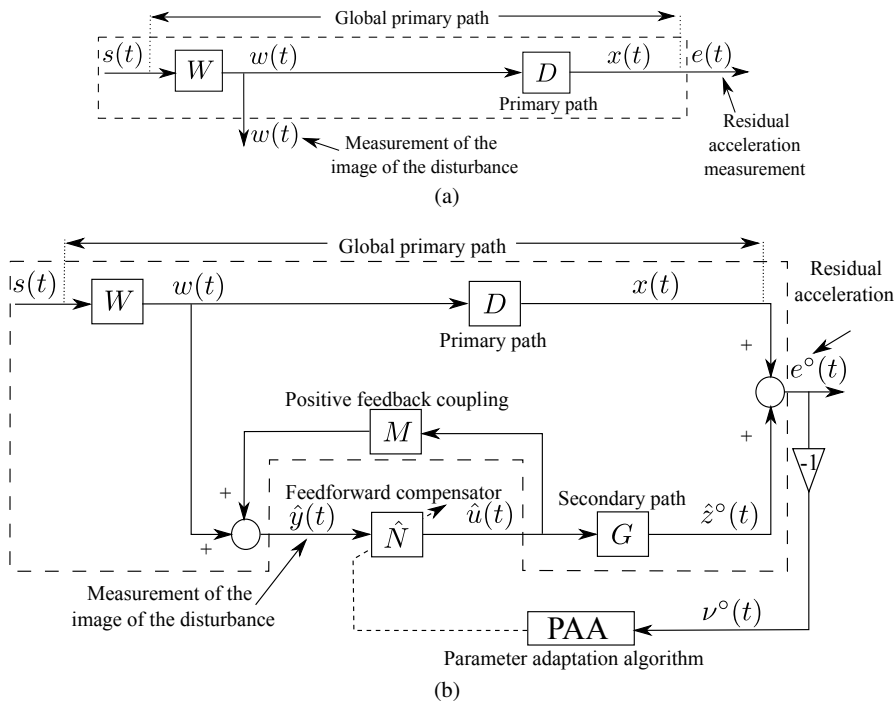 Global primary path
s(t)
W
w(t)
D
x(t)
e(t)
Primary path
w(t)
Measurement of the
image of the disturbance
Residual
acceleration
measurement
(a)
Global primary path
s(t)
W
w(t)
D
x(t)
Residual
acceleration
Primary path
+
e°(t)
Positive feedback coupling
M
+
-1
+
Feedforward compensator
Secondary path
+
ŷ(t)
N̂
û(t)
G
ẑ°(t)
Measurement of the
image of the disturbance
PAA
ν°(t)
Parameter adaptation algorithm
(b)